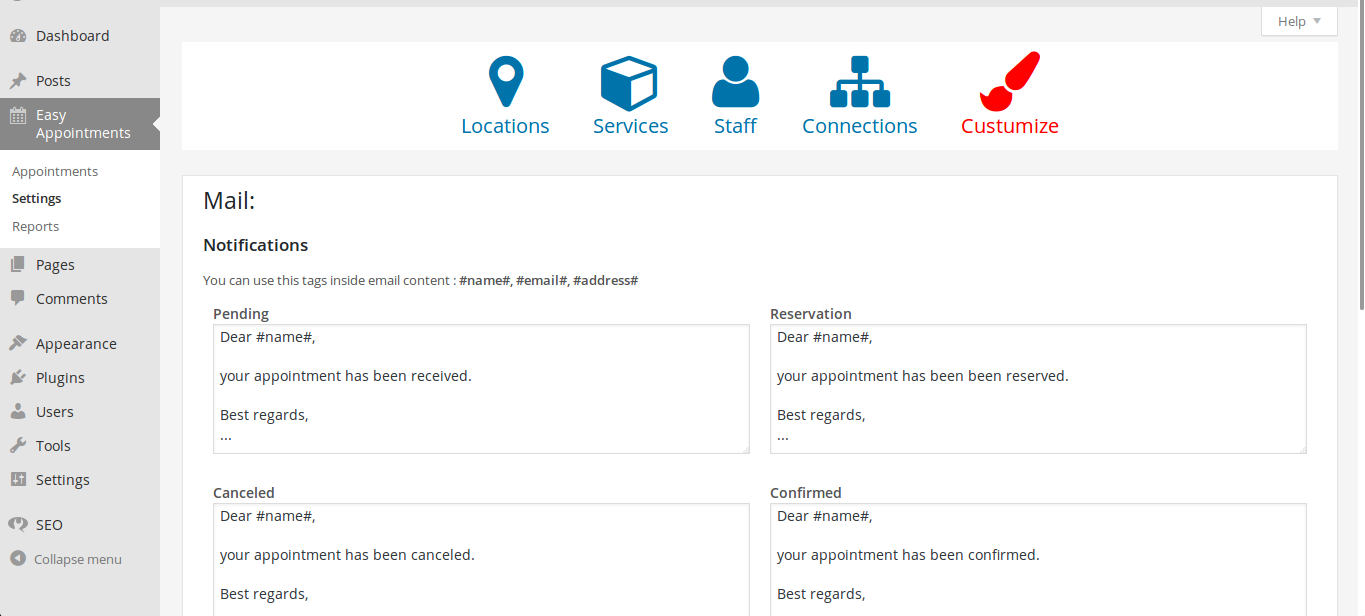 Dashboard
Posts
Easy
Appointments
Appointments
Settings
Reports
Pages
Comments
Appearance
Plugins
Users
Tools
Settings
SEO
Collapse menu
Help
Locations
Services
Staff
Connections
Custumize
Mail:
Notifications
You can use this tags inside email content : #name#, #email#, #address#
Pending
Dear #name#,
your appointment has been received.
Best regards,
...
Reservation
Dear #name#,
your appointment has been been reserved.
Best regards,
...
Canceled
Dear #name#,
your appointment has been canceled.
Best regards,
Confirmed
Dear #name#,
your appointment has been confirmed.
Best regards,